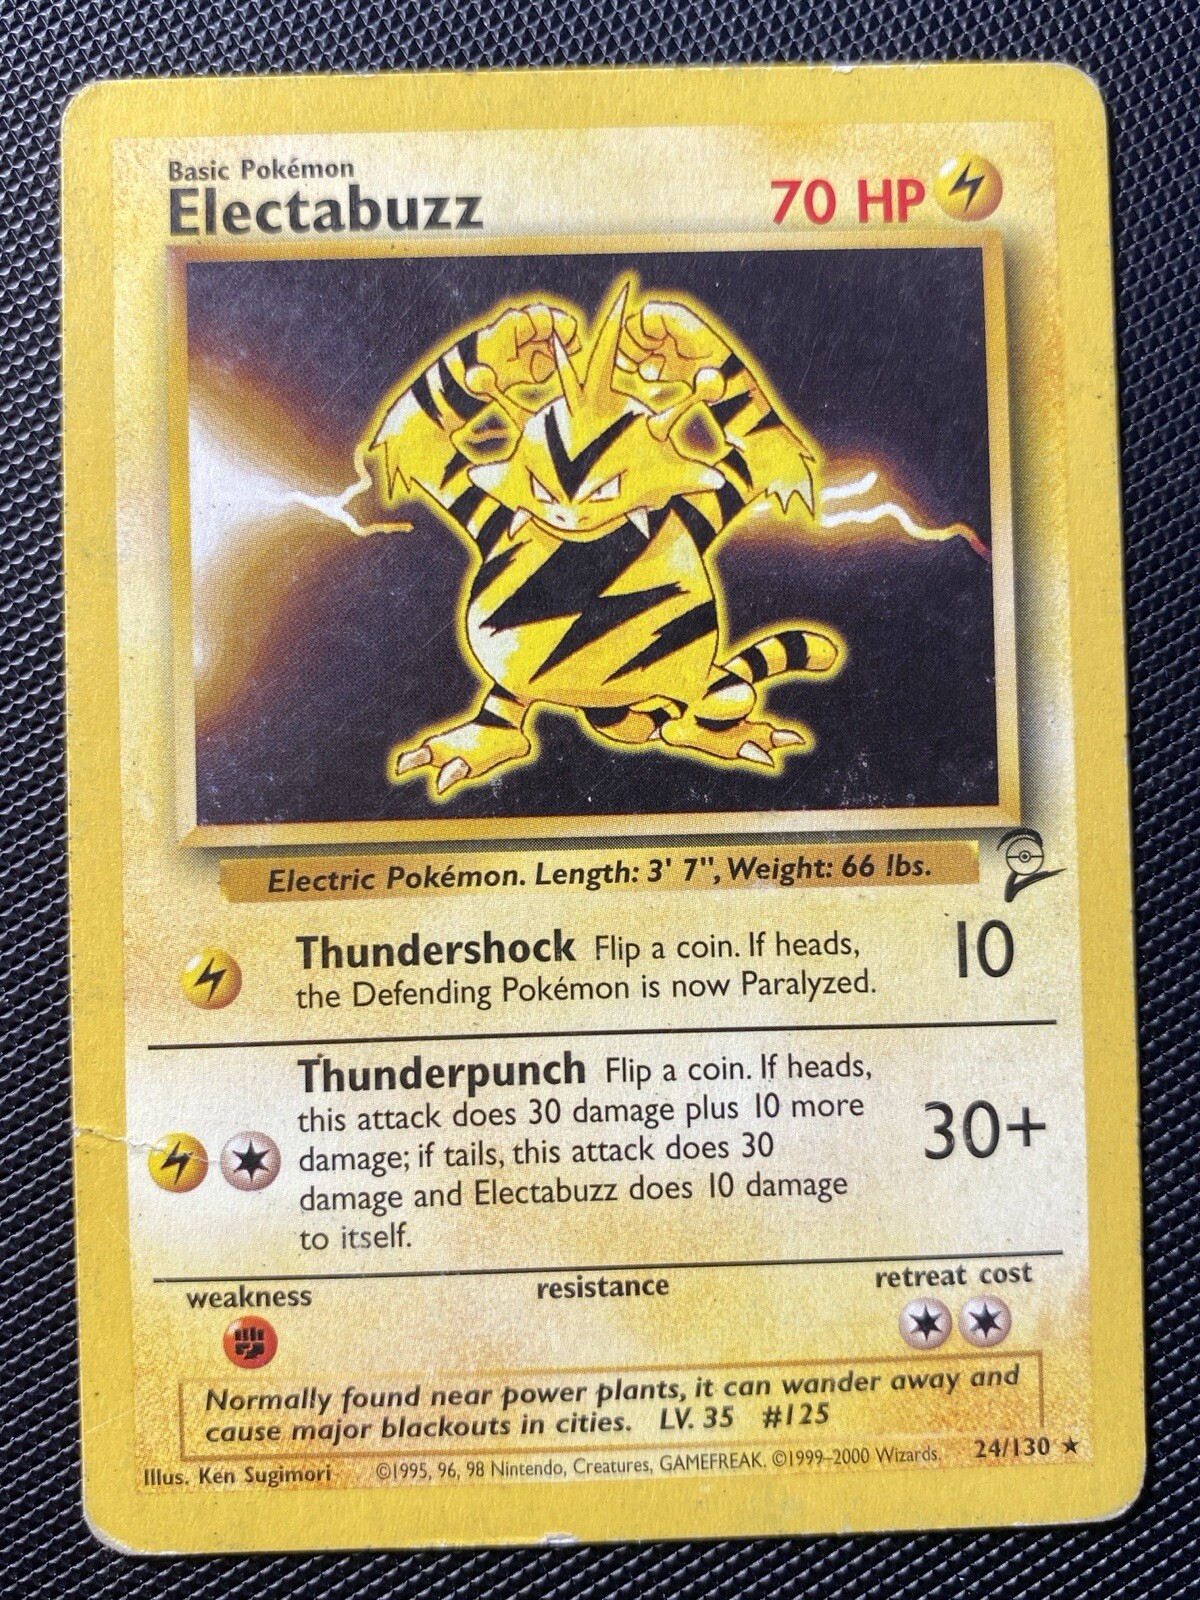 Basic Pokémon
Electabuzz
70 HP
Electric Pokémon. Length: 3' 7", Weight: 66 lbs.
Thundershock Flip a coin. If heads, 10
the Defending Pokémon is now Paralyzed.
Thunderpunch Flip a coin. If heads,
this attack does 30 damage plus 10 more 30+
damage; if tails, this attack does 30
damage and Electabuzz does 10 damage
to itself.
weakness resistance retreat cost
Normally found near power plants, it can wander away and
cause major blackouts in cities. LV. 35 #125
Illus. Ken Sugimori ©1995, 96, 98 Nintendo, Creatures, GAMEFREAK. ©1999-2000 Wizards. 24/130 ★